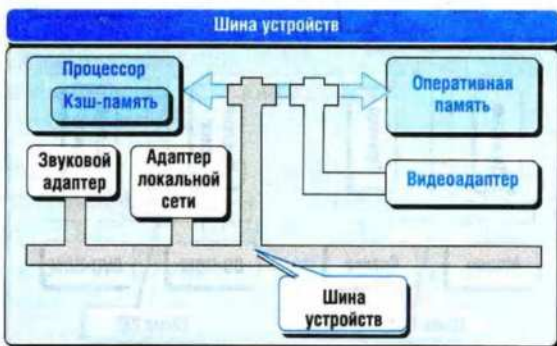 Шина устройств
Процессор
Кэш-память
Оперативная
память
Звуковой
адаптер
Адаптер
локальной
сети
Видеоадаптер
Шина
устройств